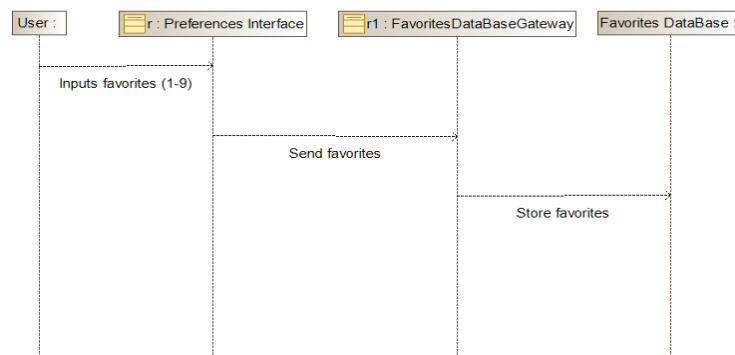 User :
r : Preferences Interface
r1 : FavoritesDataBaseGateway
Favorites DataBase :
Inputs favorites (1-9)
Send favorites
Store favorites